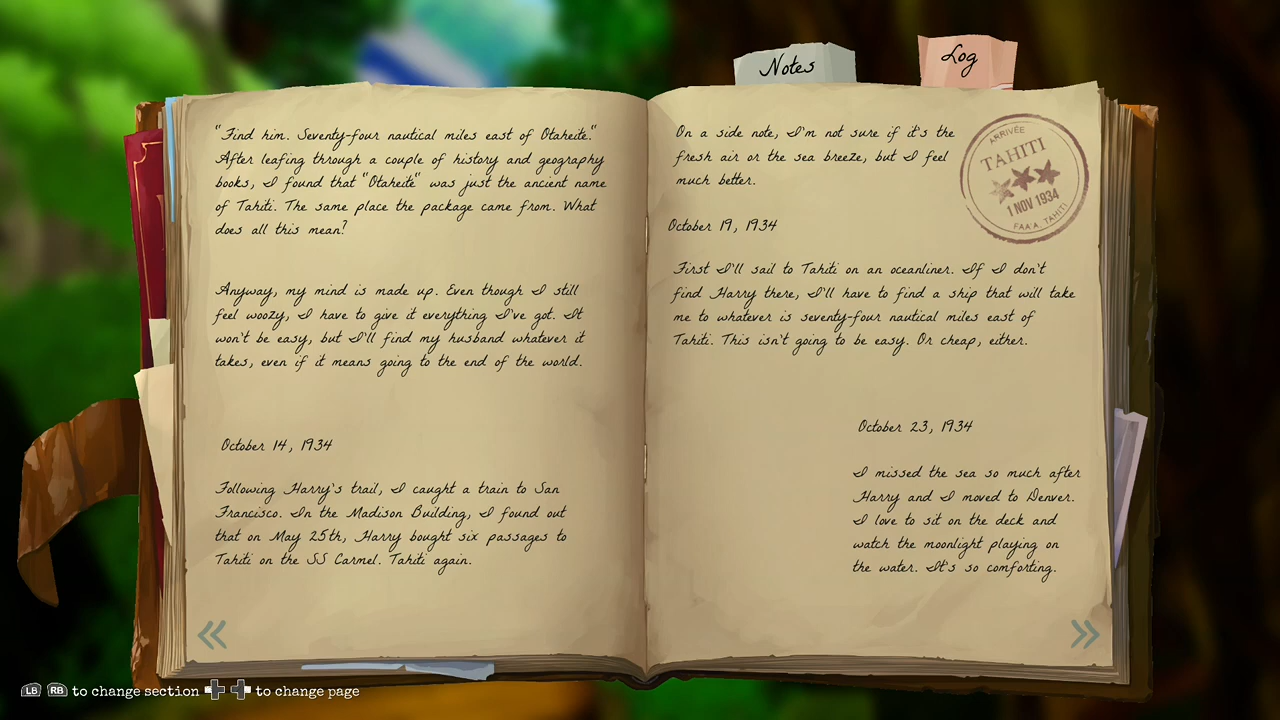 Notes
Log
"Find him. Seventy-four nautical miles east of Otaheite."
After leafing through a couple of history and geography
books, I found that "Otaheite" was just the ancient name
of Tahiti. The same place the package came from. What
does all this mean?
Anyway, my mind is made up. Even though I still
feel woozy, I have to give it everything I've got. It
won't be easy, but I'll find my husband whatever it
takes, even if it means going to the end of the world.
October 14, 1934
Following Harry's trail, I caught a train to San
Francisco. In the Madison Building, I found out
that on May 25th, Harry bought six passages to
Tahiti on the SS Carmel. Tahiti again.
On a side note, I'm not sure if it's the
fresh air or the sea breeze, but I feel
much better.
ARRIVÉE
TAHITI
1 NOV 1934
FAA'A, TAHITI
October 19, 1934
First I'll sail to Tahiti on an oceanliner. If I don't
find Harry there, I'll have to find a ship that will take
me to whatever is seventy-four nautical miles east of
Tahiti. This isn't going to be easy. Or cheap, either.
October 23, 1934
I missed the sea so much after
Harry and I moved to Denver.
I love to sit on the deck and
watch the moonlight playing on
the water. It's so comforting.
LB RB to change section to change page